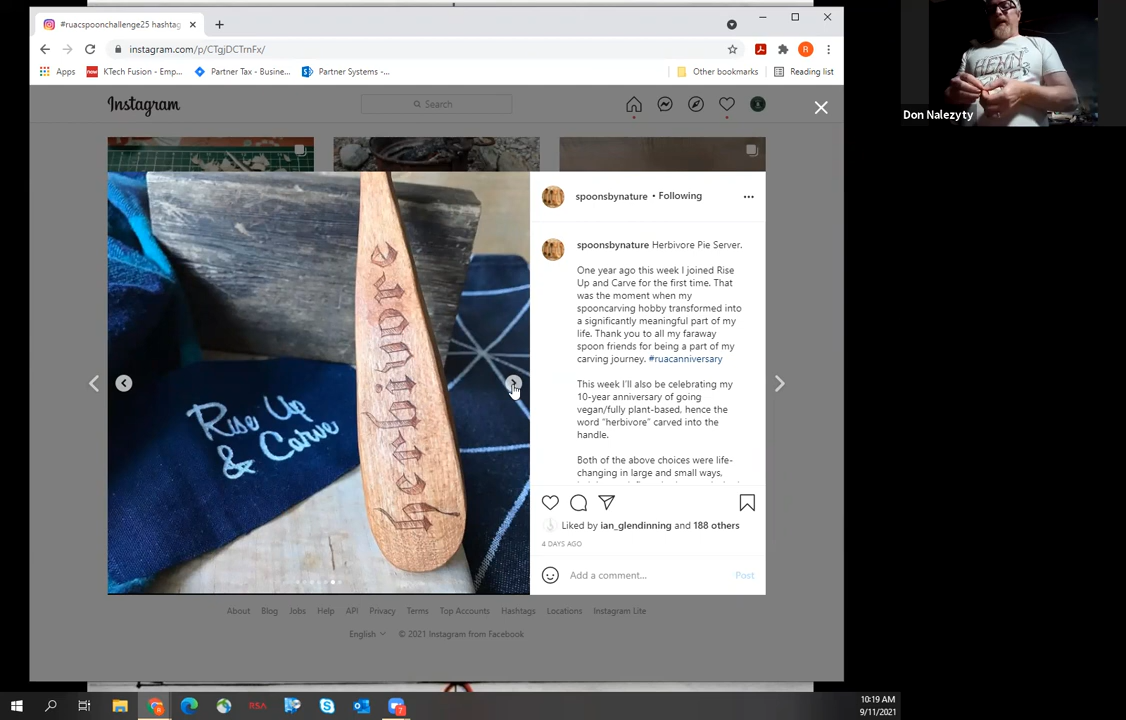 #ruacspoonchallenge25 hashtag
instagram.com/p/CTgjDCTrnFx/
R
Apps
KTech Fusion - Emp...
Partner Tax - Busine...
Partner Systems -...
Other bookmarks
Reading list
Instagram
Search
Don Nalezyty
spoonsbynature • Following
spoonsbynature Herbivore Pie Server.
One year ago this week I joined Rise
Up and Carve for the first time. That
was the moment when my
spooncarving hobby transformed into
a significantly meaningful part of my
life. Thank you to all my faraway
spoon friends for being a part of my
carving journey. #ruacanniversary
This week I'll also be celebrating my
10-year anniversary of going
vegan/fully plant-based, hence the
word "herbivore" carved into the
handle.
Both of the above choices were life-
changing in large and small ways,
herbivore
Rise Up
& Carve
Liked by ian_glendinning and 188 others
4 DAYS AGO
Add a comment...
Post
About Blog Jobs Help API Privacy Terms Top Accounts Hashtags Locations Instagram Lite
English © 2021 Instagram from Facebook
RSA
7
10:19 AM
9/11/2021